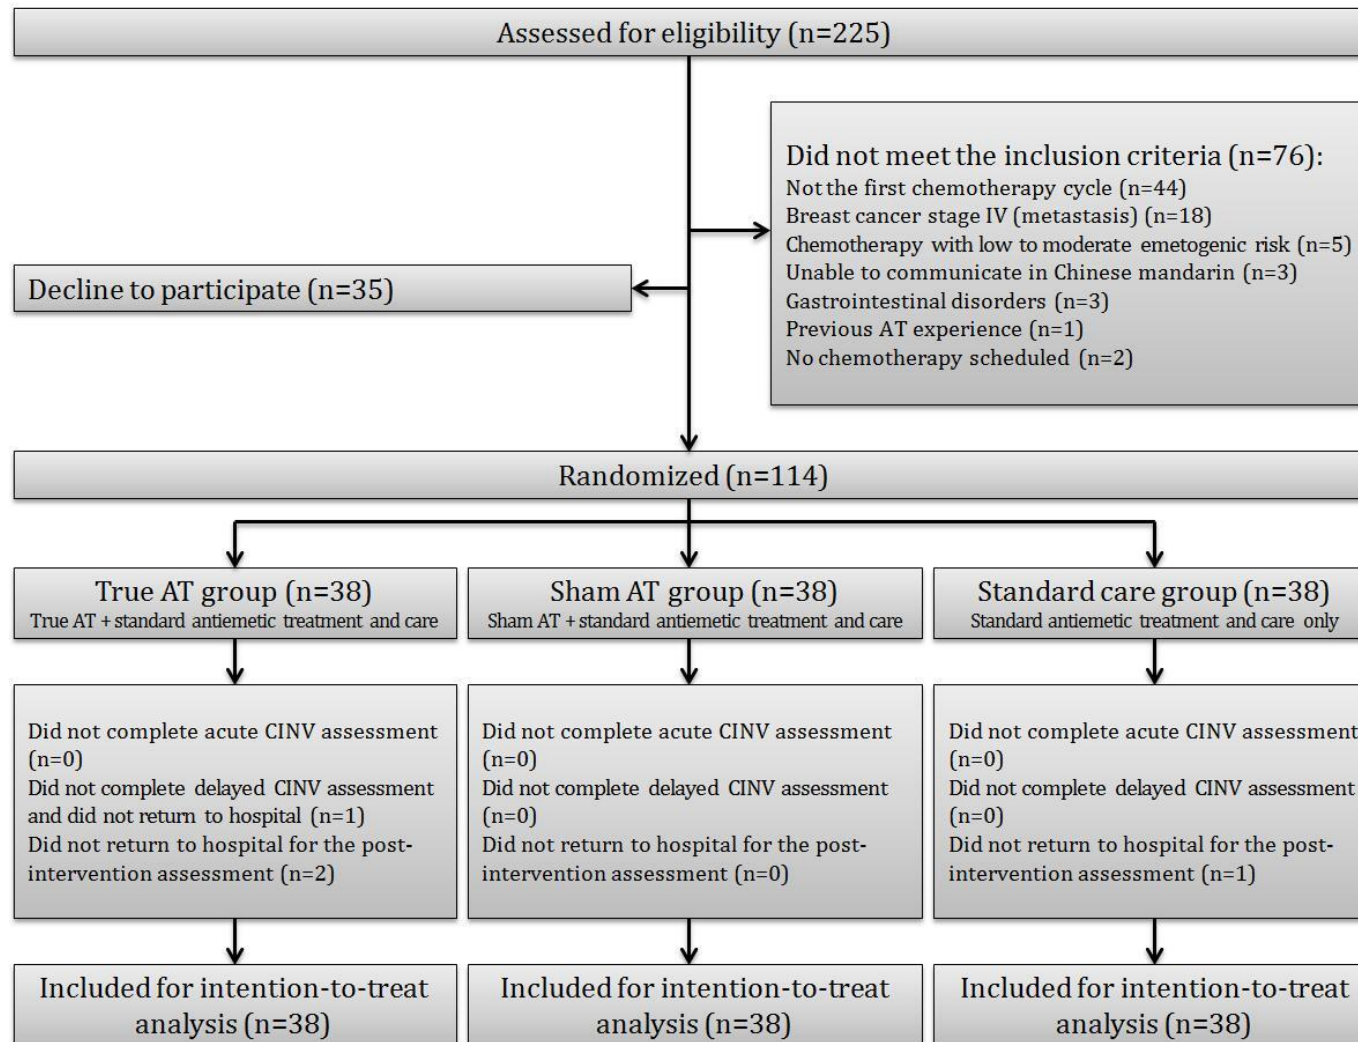 Assessed for eligibility (n=225)
Did not meet the inclusion criteria (n=76):
Not the first chemotherapy cycle (n=44)
Breast cancer stage IV (metastasis) (n=18)
Chemotherapy with low to moderate emetogenic risk (n=5)
Unable to communicate in Chinese mandarin (n=3)
Gastrointestinal disorders (n=3)
Previous AT experience (n=1)
No chemotherapy scheduled (n=2)
Decline to participate (n=35)
Randomized (n=114)
True AT group (n=38)
True AT + standard antiemetic treatment and care
Sham AT group (n=38)
Sham AT + standard antiemetic treatment and care
Standard care group (n=38)
Standard antiemetic treatment and care only
Did not complete acute CINV assessment
(n=0)
Did not complete delayed CINV assessment
and did not return to hospital (n=1)
Did not return to hospital for the post-
intervention assessment (n=2)
Did not complete acute CINV assessment
(n=0)
Did not complete delayed CINV assessment
(n=0)
Did not return to hospital for the post-
intervention assessment (n=0)
Did not complete acute CINV assessment
(n=0)
Did not complete delayed CINV assessment
(n=0)
Did not return to hospital for the post-
intervention assessment (n=1)
Included for intention-to-treat
analysis (n=38)
Included for intention-to-treat
analysis (n=38)
Included for intention-to-treat
analysis (n=38)